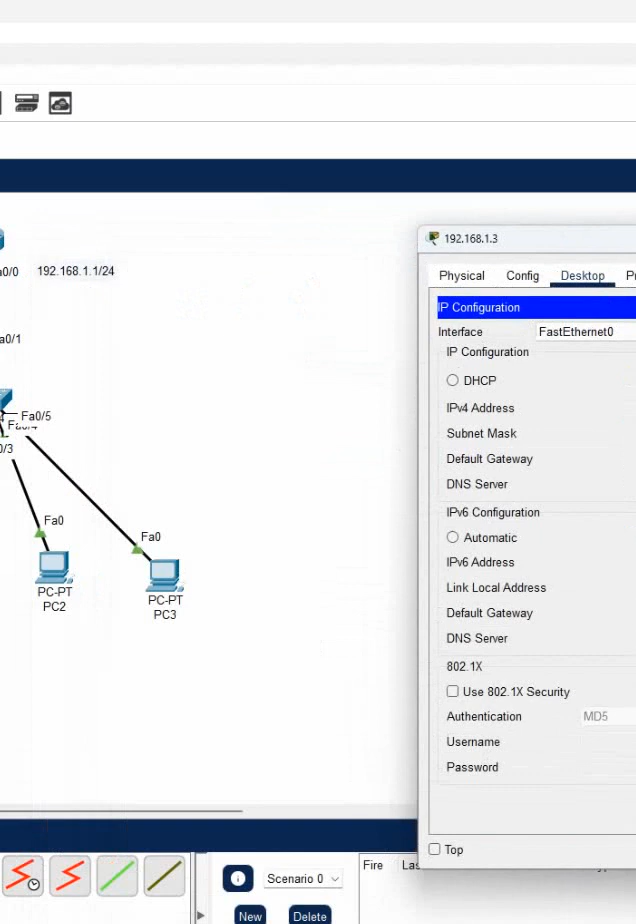 a0/0 192.168.1.1/24
a0/1
Fa0/5
0/3
Fa0
PC-PT
PC2
Fa0
PC-PT
PC3
192.168.1.3
Physical Config Desktop
IP Configuration
Interface FastEthernet0
IP Configuration
DHCP
IPv4 Address
Subnet Mask
Default Gateway
DNS Server
IPv6 Configuration
Automatic
IPv6 Address
Link Local Address
Default Gateway
DNS Server
802.1X
Use 802.1X Security
Authentication MD5
Username
Password
Top
Scenario 0
New Delete
Fire Las